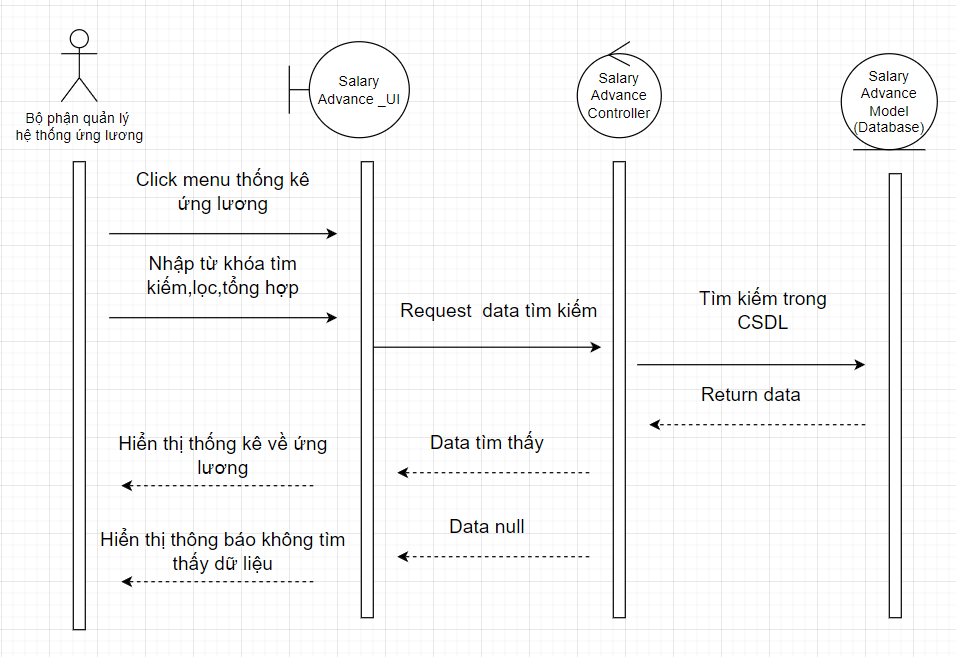 Salary
Advance _UI
Salary
Advance
Controller
Salary
Advance
Model
(Database)
Bộ phận quản lý
hệ thống ứng lương
Click menu thống kê
ứng lương
Nhập từ khóa tìm
kiếm,lọc,tổng hợp
Request  data tìm kiếm
Tìm kiếm trong
CSDL
Return data
Data tìm thấy
Hiển thị thống kê về ứng
lương
Data null
Hiển thị thông báo không tìm
thấy dữ liệu